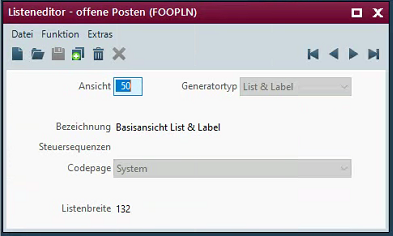 Listeneditor - offene Posten (FOOPLN)
Datei Funktion Extras
Ansicht 50 Generatortyp List & Label
Bezeichnung Basisansicht List & Label
Steuersequenzen
Codepage System
Listenbreite 132